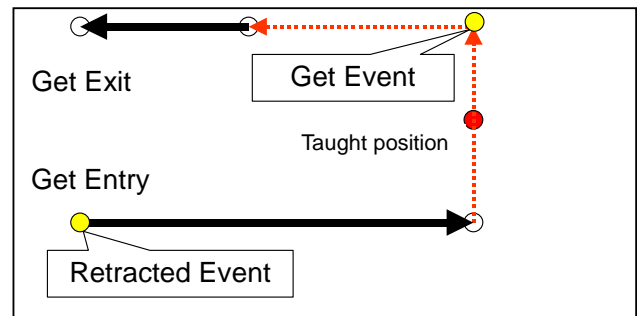 Get Exit
Get Event
Taught position
Get Entry
Retracted Event